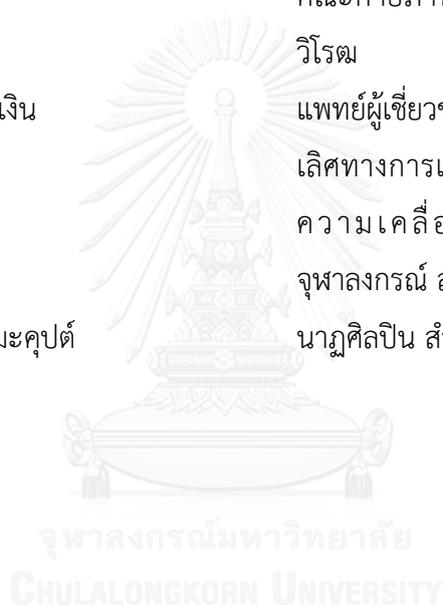 วิโรฒ
เงิน แพทย์ผู้เชี่ยวช
เลิศทางการแ
ความเคลื่อ
จุฬาลงกรณ์ ส
มะคุปต์ นาฏศิลปิน สํา
จุฬาลงกรณ์มหาวิทยาลัย
CHULALONGKORN UNIVERSITY